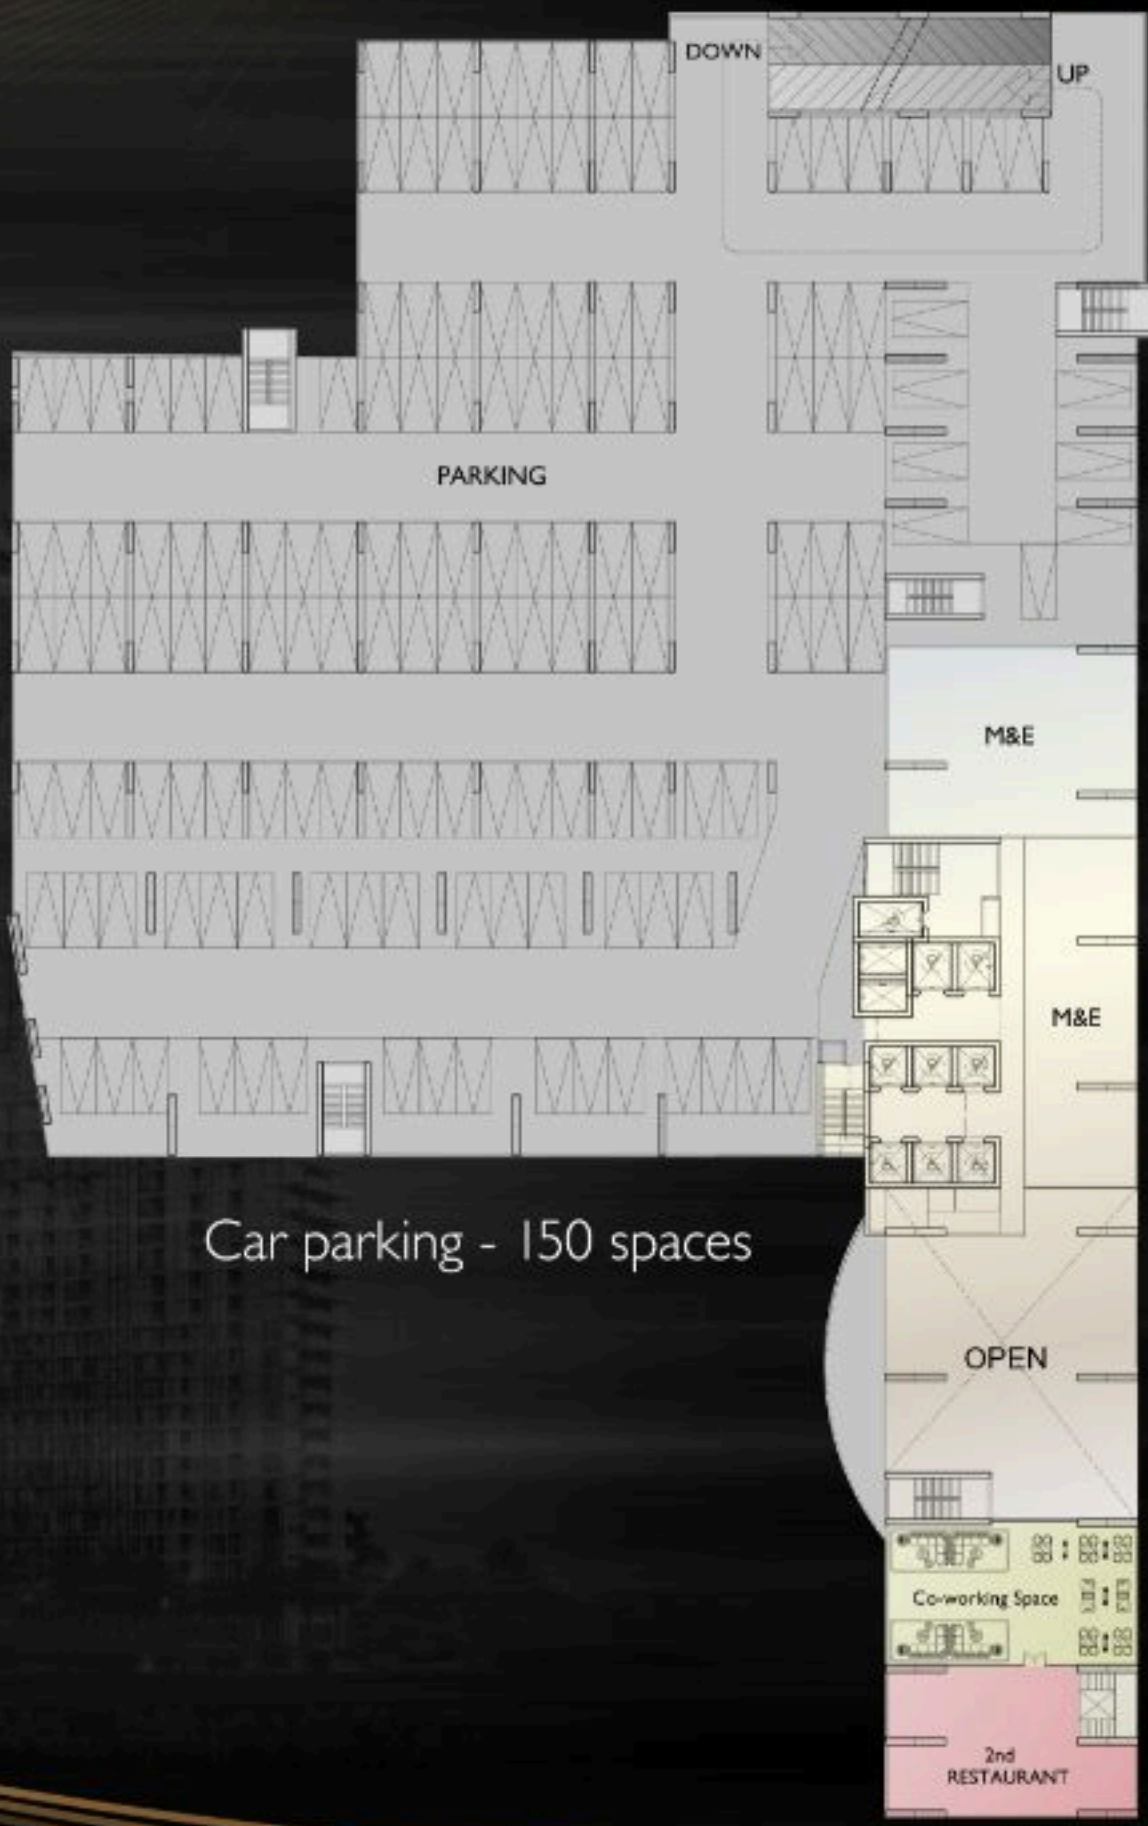 DOWN
UP
PARKING
M&E
M&E
Car parking - 150 spaces
OPEN
Co-working Space
2nd
RESTAURANT